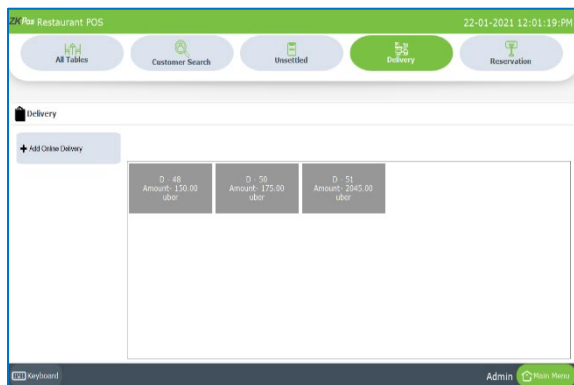 ZKPos Restaurant POS
22-01-2021 12:01:19:PM
All Tables
Customer Search
Unsettled
Delivery
Reservation
Delivery
+ Add Online Delivery
D - 48
Amount- 150.00
uber
D - 50
Amount- 175.00
uber
D - 51
Amount- 2045.00
uber
Keyboard
Admin
Main Menu